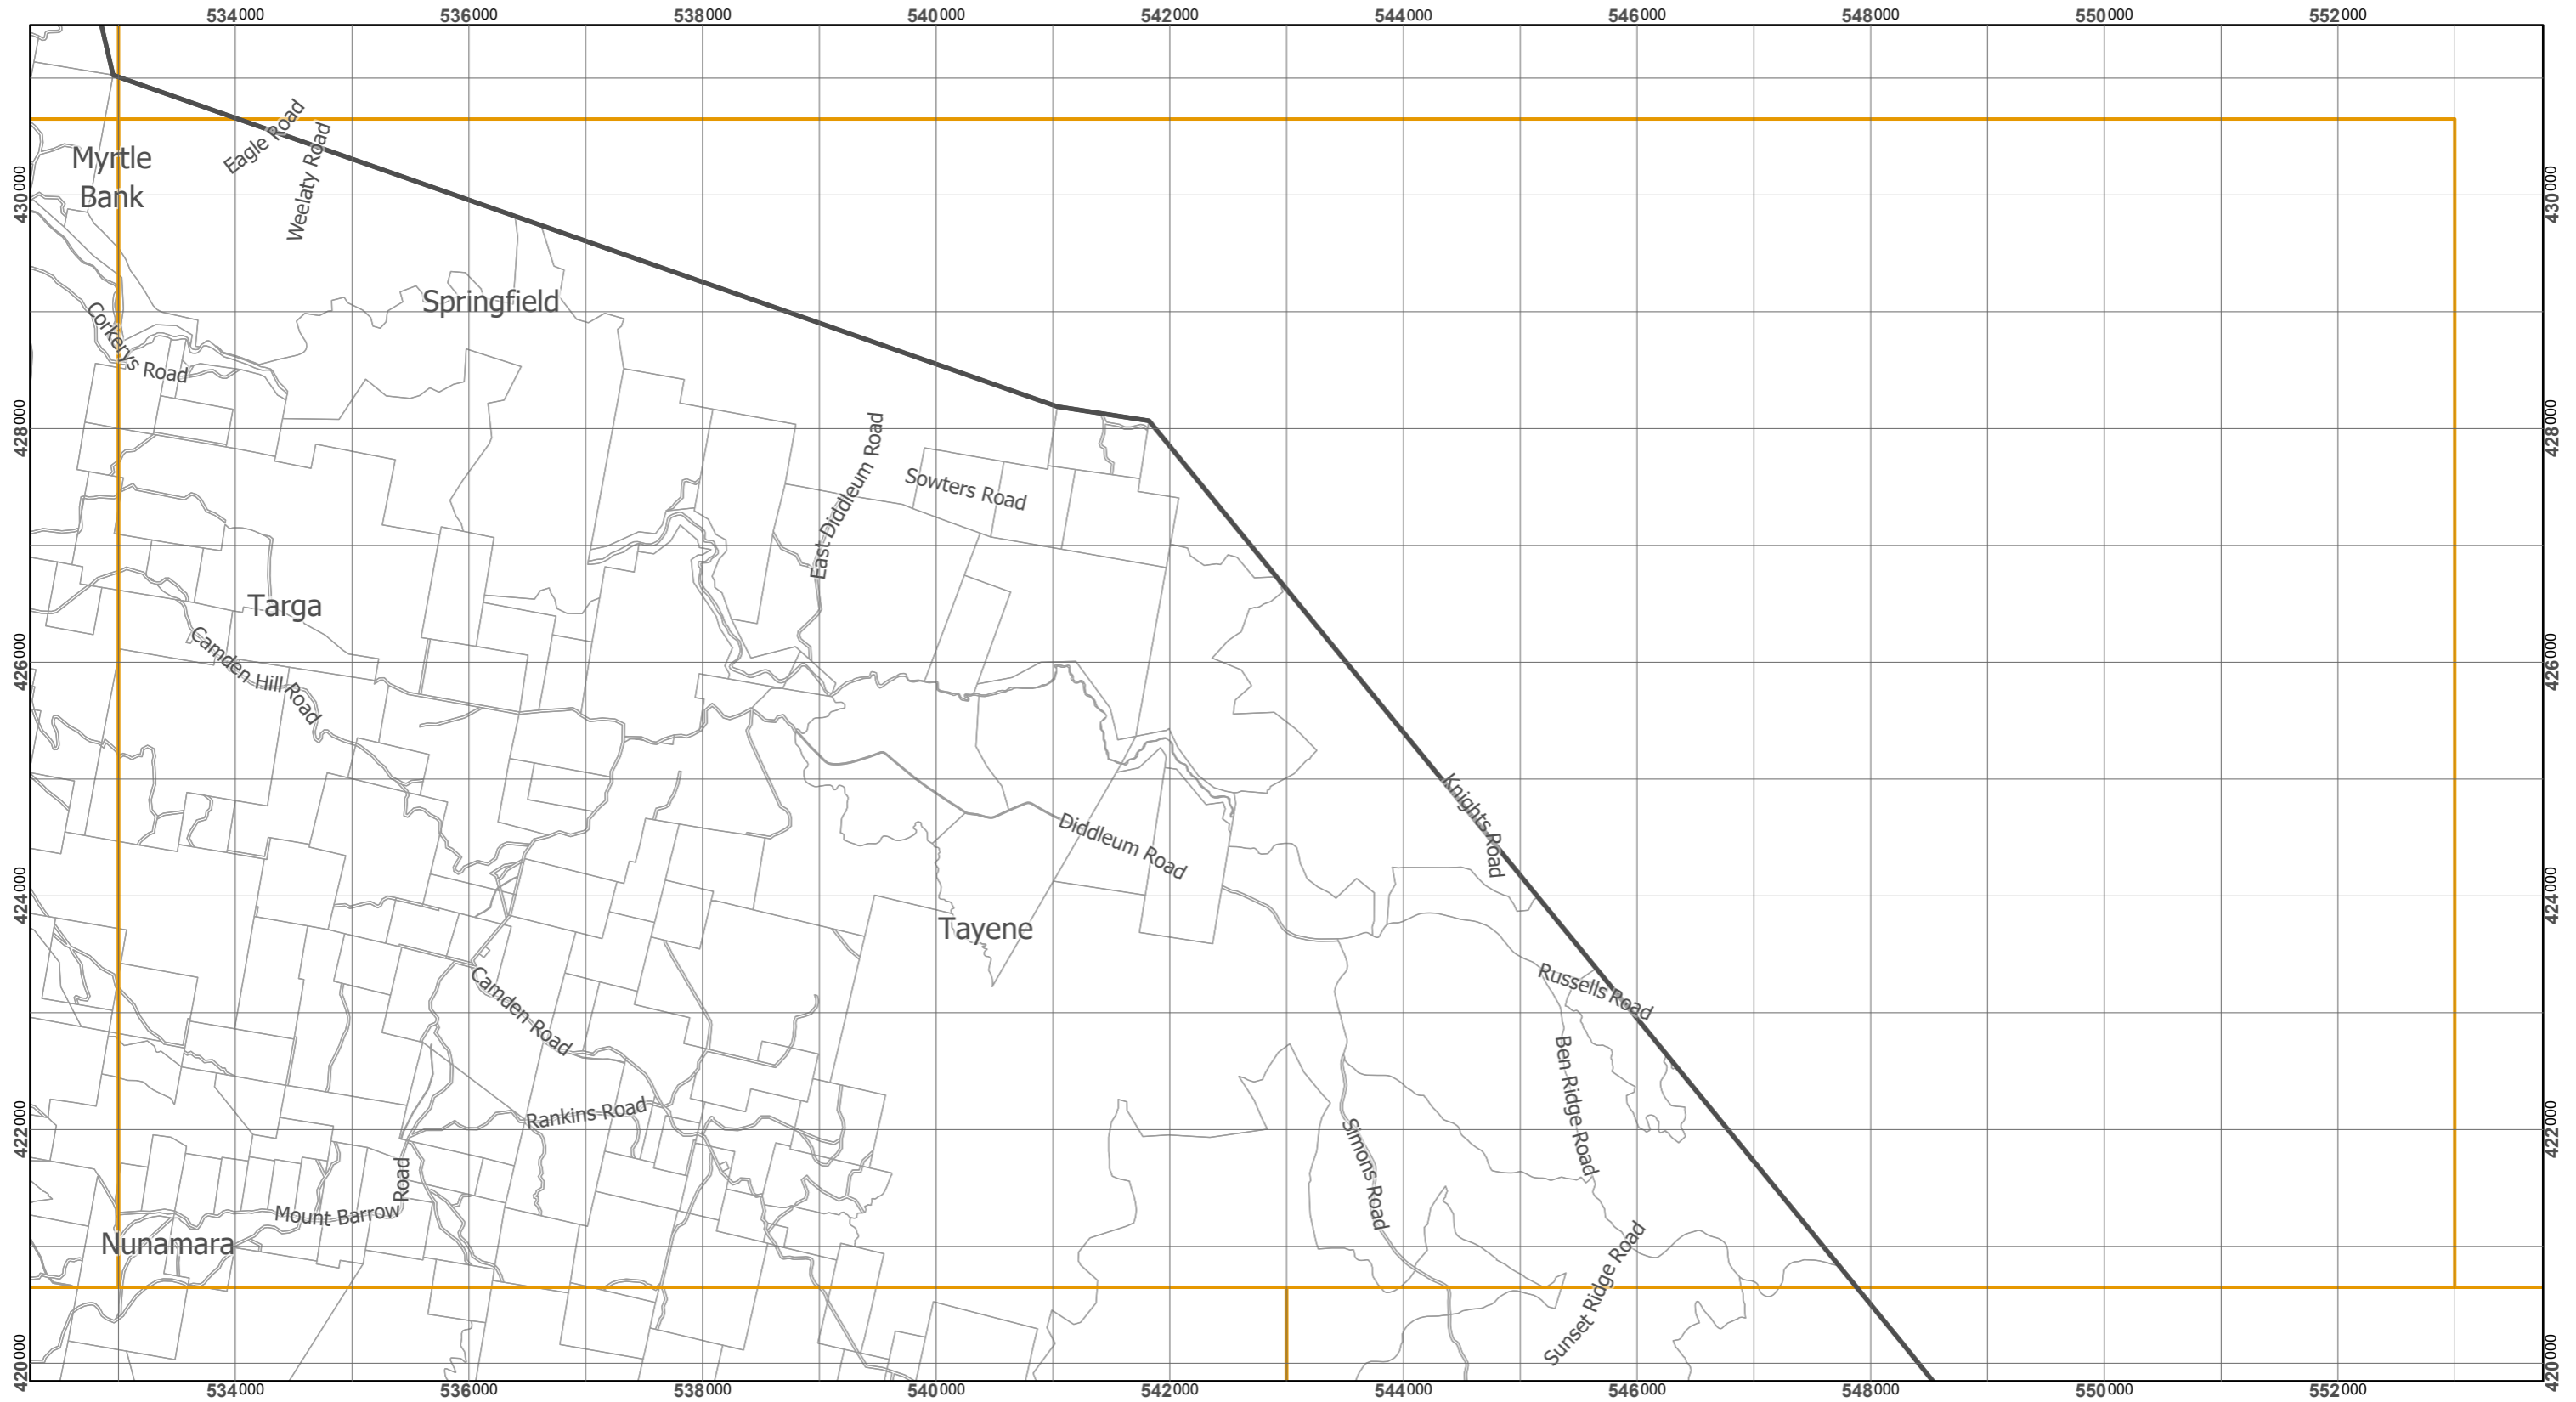 534000 536000 538000 540000 542000 544000 546000 548000 550000 552000
Eagle Road
Weelaty Road
Myrtle
Bank
430000 430000
Springfield
Corkerys Road
428000 428000
East Diddleum Road
Sowters Road
Targa
Camden Hill Road
426000 426000
Knights Road
Diddleum Road
424000 424000
Tayene
Russells Road
Camden Road
Ben Ridge Road
Rankins Road
422000 422000
Simons Road
Mount Barrow Road
Nunamara
Sunset Ridge Road
420000 420000
534000 536000 538000 540000 542000 544000 546000 548000 550000 552000